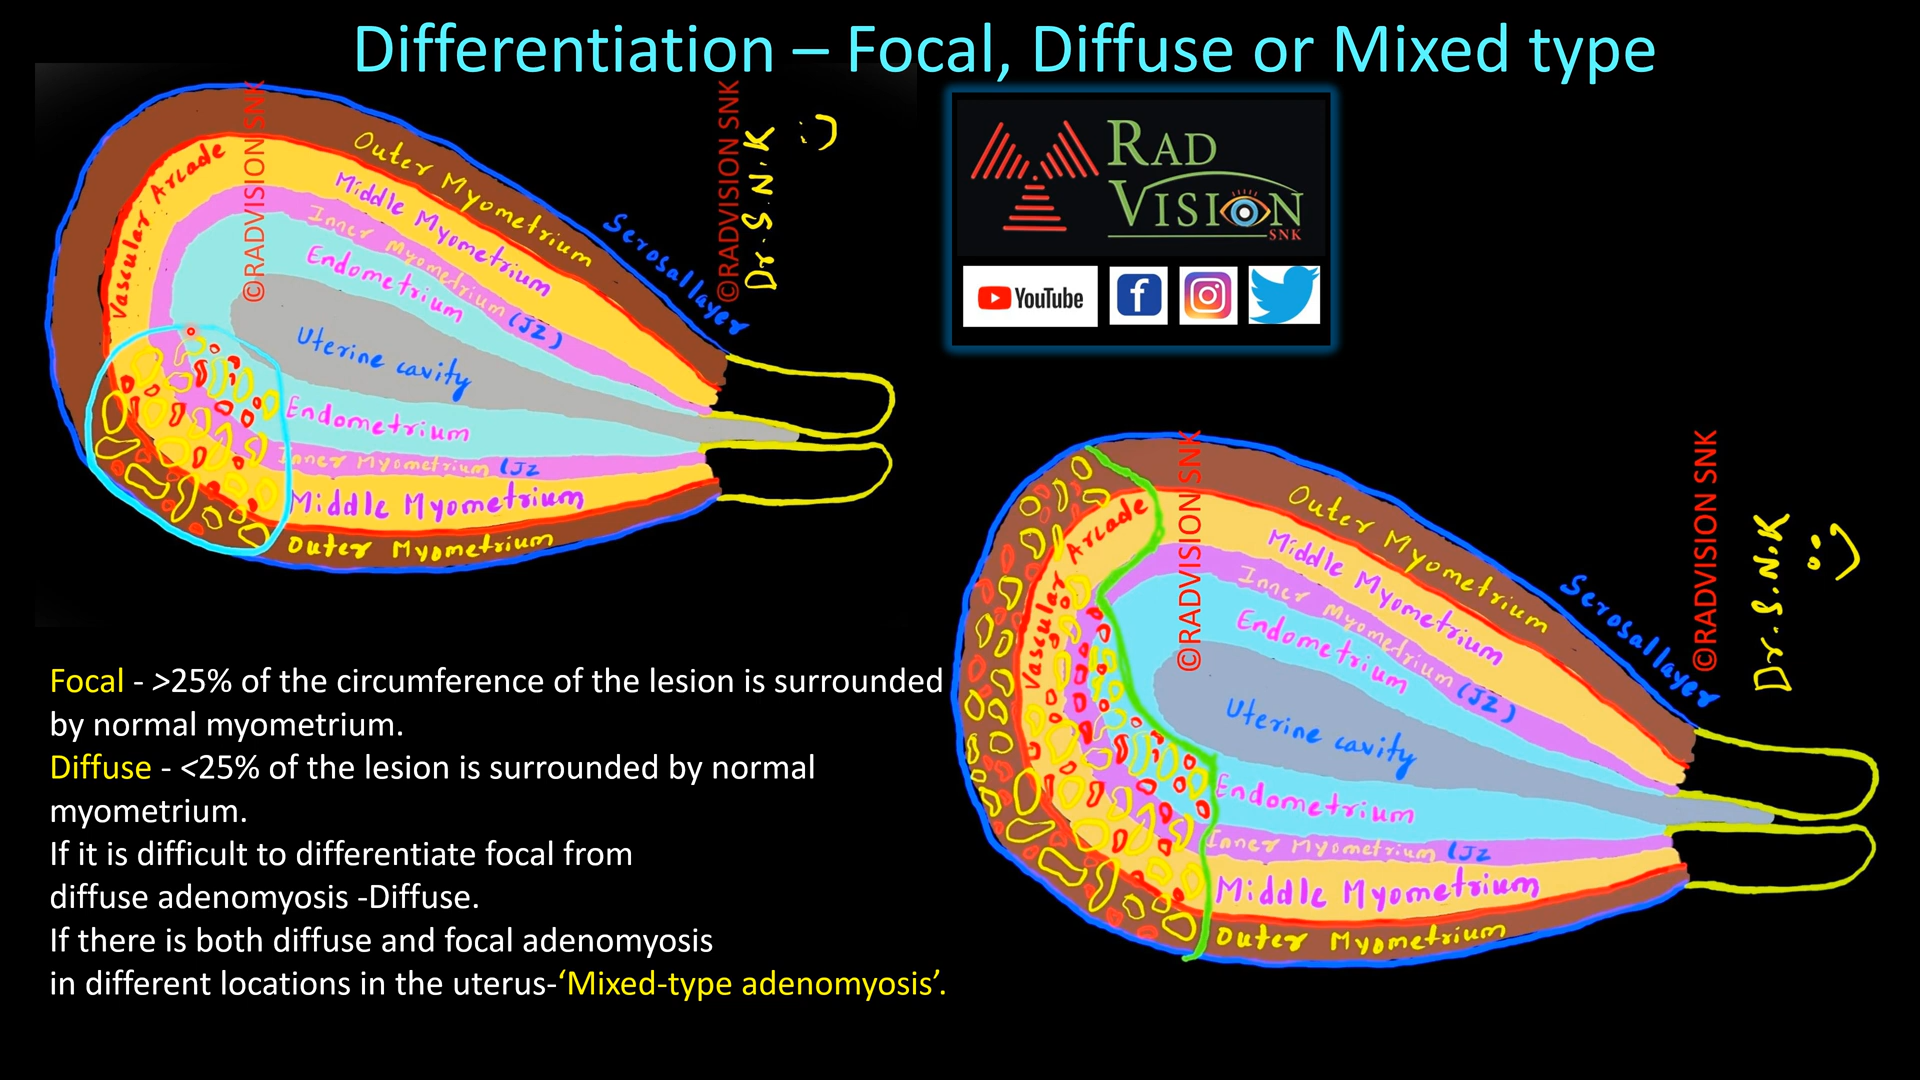 Differentiation – Focal, Diffuse or Mixed type
©RADVISION SNK
©RADVISION SNK
Dr.S.N.K
Outer Myometrium
Middle Myometrium
Inner Myometrium (JZ)
Endometrium
Uterine cavity
Serosal layer
Vascular Arcade
Endometrium
Inner Myometrium (JZ
Middle Myometrium
Outer Myometrium
RAD
VISION
SNK
YouTube
f
©RADVISION SNK
©RADVISION SNK
Dr.S.N.K
Outer Myometrium
Middle Myometrium
Inner Myometrium (JZ)
Endometrium
Uterine cavity
Serosal layer
Vascular Arcade
Endometrium
Inner Myometrium (JZ
Middle Myometrium
Outer Myometrium
Focal - >25% of the circumference of the lesion is surrounded
by normal myometrium.
Diffuse - <25% of the lesion is surrounded by normal
myometrium.
If it is difficult to differentiate focal from
diffuse adenomyosis -Diffuse.
If there is both diffuse and focal adenomyosis
in different locations in the uterus-‘Mixed-type adenomyosis’.